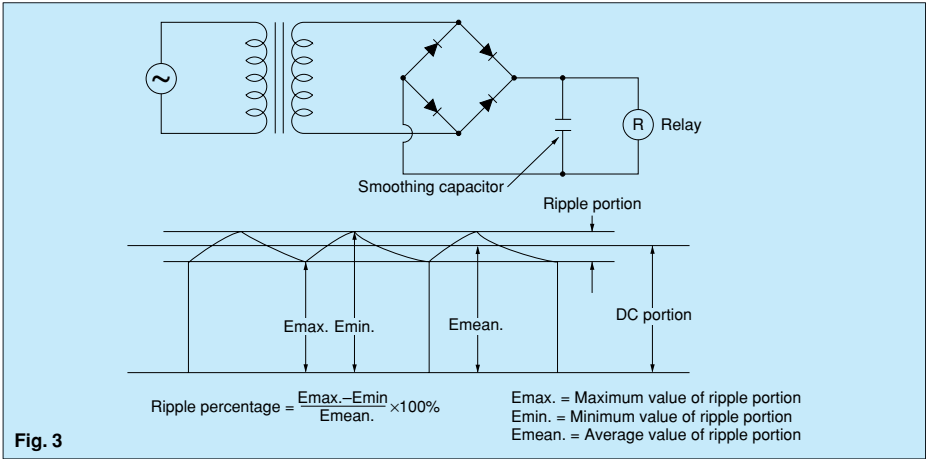 ~
R Relay
Smoothing capacitor
Ripple portion
Emax. Emin.
Emean.
DC portion
Ripple percentage = Emax.–Emin / Emean. ×100%
Emax. = Maximum value of ripple portion
Emin. = Minimum value of ripple portion
Emean. = Average value of ripple portion
Fig. 3